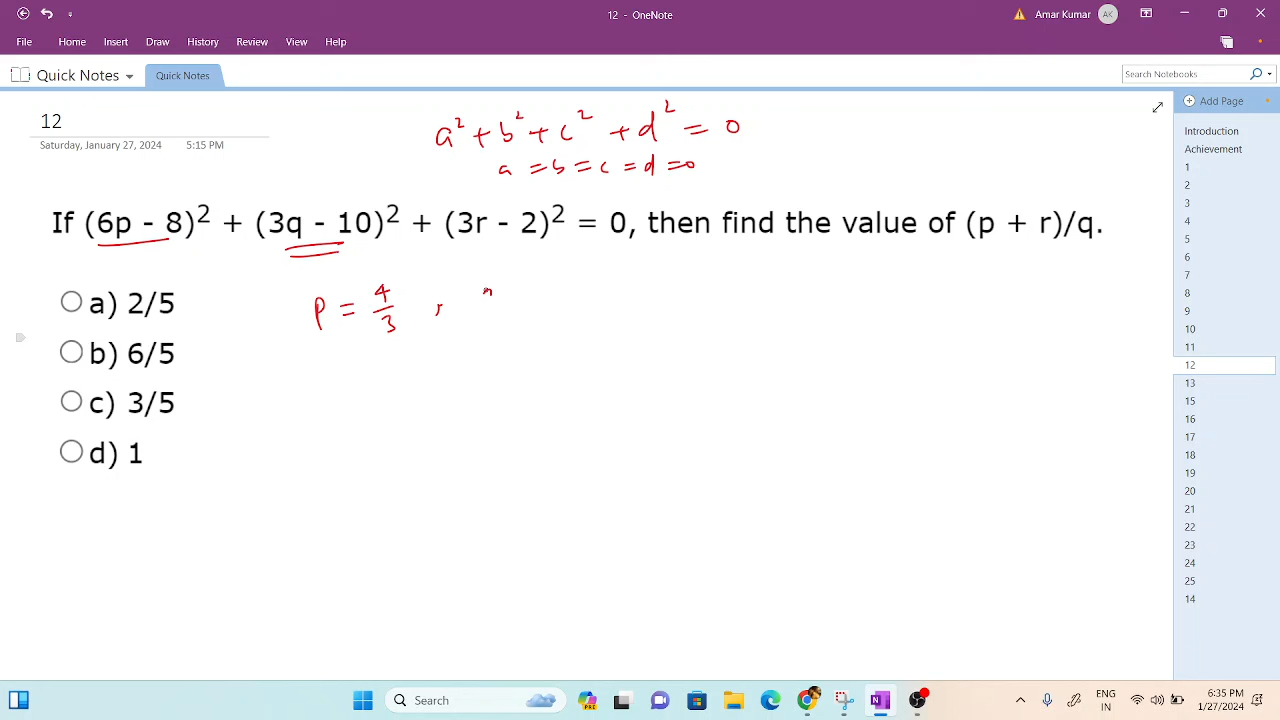 12 - OneNote
Amar Kumar AK
File Home Insert Draw History Review View Help
Quick Notes Quick Notes
Search Notebooks
12
Saturday, January 27, 2024 5:15 PM
a² + b² + c² + d² = 0
a = b = c = d = 0
If (6p - 8)² + (3q - 10)² + (3r - 2)² = 0, then find the value of (p + r)/q.
a) 2/5
b) 6/5
c) 3/5
d) 1
p = 4/3 ,
Add Page
Introduction
Achievement
1
2
3
4
5
6
7
8
9
10
11
12
13
15
16
17
18
19
20
21
22
23
24
25
14
Search
PRE
ENG
IN
6:35 PM
1/27/2024